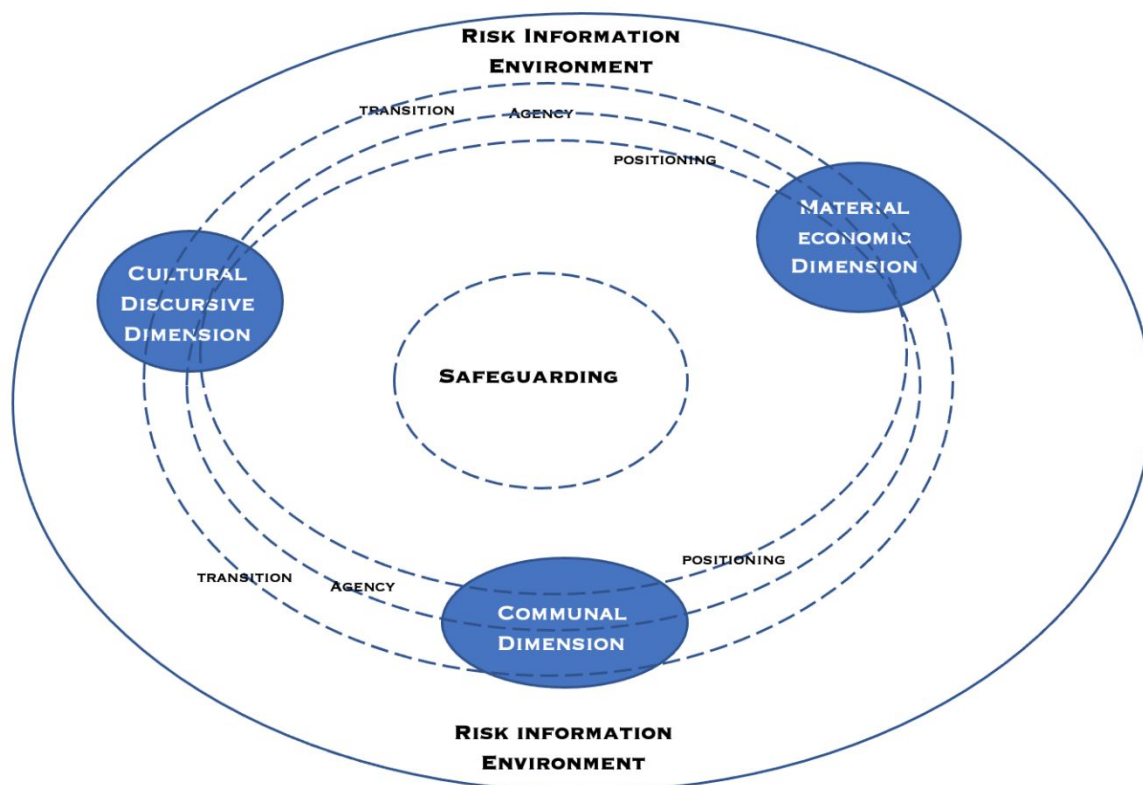 RISK INFORMATION
ENVIRONMENT
TRANSITION
AGENCY
POSITIONING
MATERIAL
ECONOMIC
DIMENSION
CULTURAL
DISCURSIVE
DIMENSION
SAFEGUARDING
POSITIONING
TRANSITION
AGENCY
COMMUNAL
DIMENSION
RISK INFORMATION
ENVIRONMENT